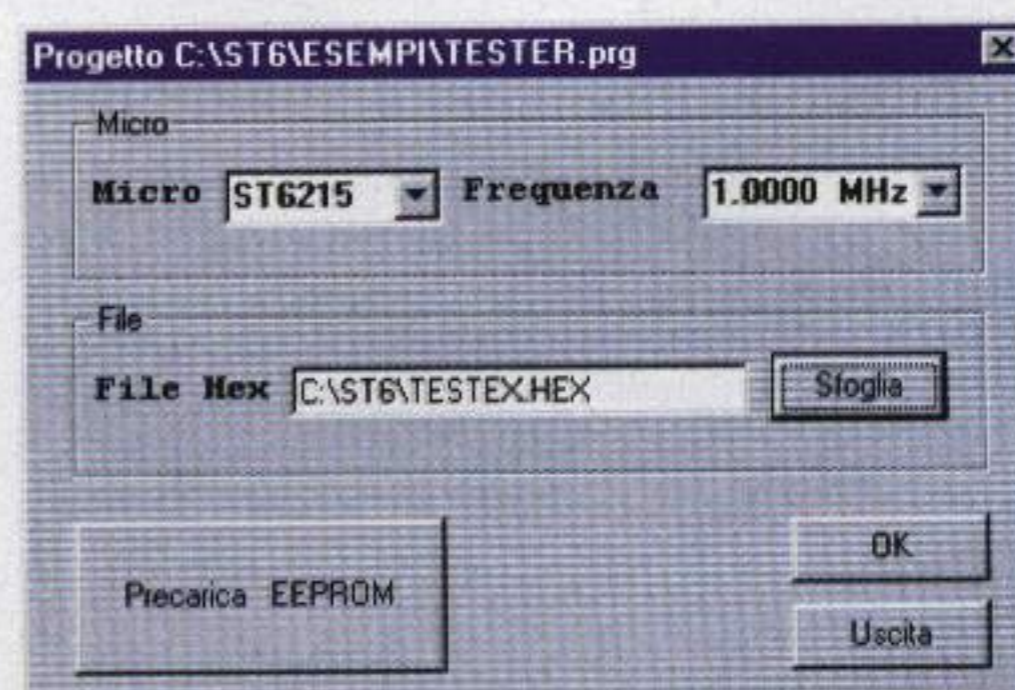 Progetto C:\ST6\ESEMPI\TESTER.prg
Micro
Micro ST6215 Frequenza 1.0000 MHz
File
File Hex C:\ST6\TESTEX.HEX Sfoglia
Precarica EEPROM
OK
Uscita